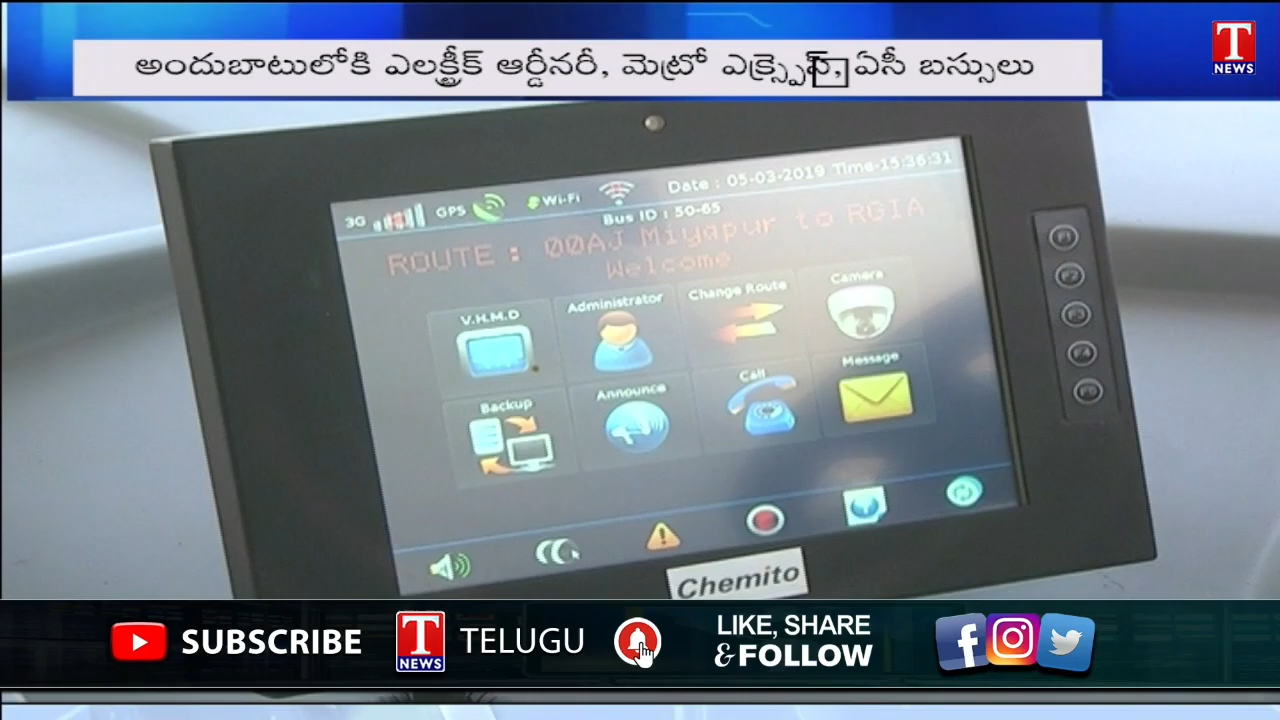 అందుబాటులోకి ఎలక్ట్రిక్ ఆర్డీనరీ, మెట్రో ఎక్స్ప్రెస్, ఏసీ బస్సులు
T NEWS
3G GPS Wi-Fi Date : 05-03-2019 Time-15:36:31
Bus ID : 50-65
ROUTE : 00AJ Miyapur to RGIA
Welcome
V.H.M.D Administrator Change Route Camera
Backup Announce Call Message
Chemito
F1
F2
F3
F4
F5
SUBSCRIBE T NEWS TELUGU LIKE, SHARE
&FOLLOW